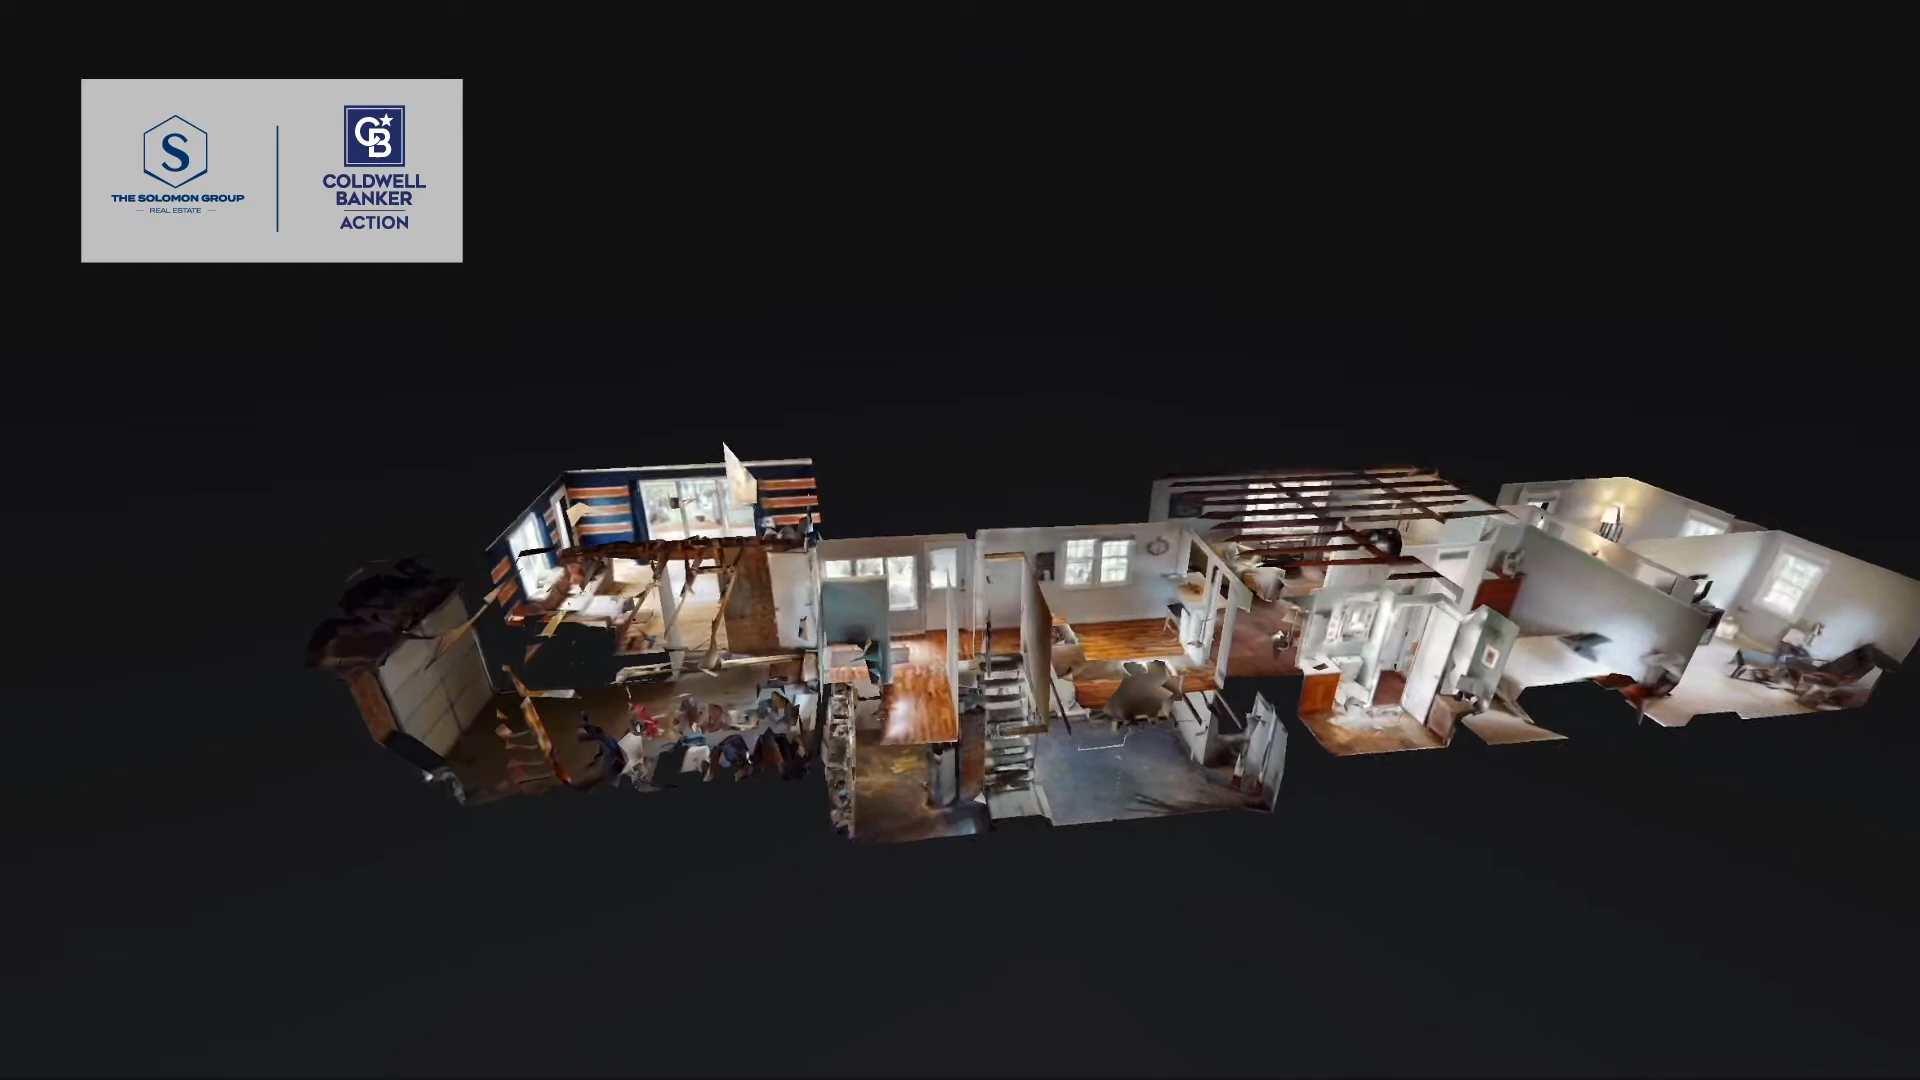 S
THE SOLOMON GROUP
REAL ESTATE
CB
COLDWELL
BANKER
ACTION